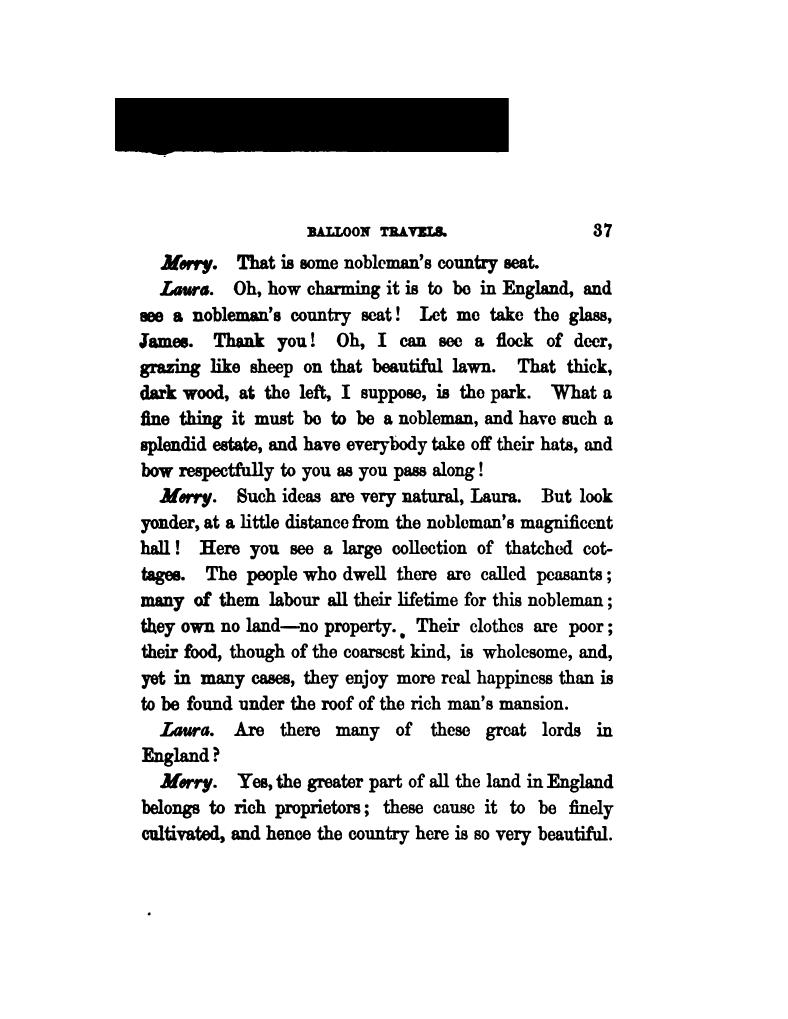 BALLOON TRAVELS. 37
Merry. That is some nobleman's country seat.
Laura. Oh, how charming it is to be in England, and
see a nobleman's country seat! Let me take the glass,
James. Thank you! Oh, I can see a flock of deer,
grazing like sheep on that beautiful lawn. That thick,
dark wood, at the left, I suppose, is the park. What a
fine thing it must be to be a nobleman, and have such a
splendid estate, and have everybody take off their hats, and
bow respectfully to you as you pass along!
Merry. Such ideas are very natural, Laura. But look
yonder, at a little distance from the nobleman's magnificent
hall! Here you see a large collection of thatched cot-
tages. The people who dwell there are called peasants;
many of them labour all their lifetime for this nobleman;
they own no land—no property. Their clothes are poor;
their food, though of the coarsest kind, is wholesome, and,
yet in many cases, they enjoy more real happiness than is
to be found under the roof of the rich man's mansion.
Laura. Are there many of these great lords in
England?
Merry. Yes, the greater part of all the land in England
belongs to rich proprietors; these cause it to be finely
cultivated, and hence the country here is so very beautiful.